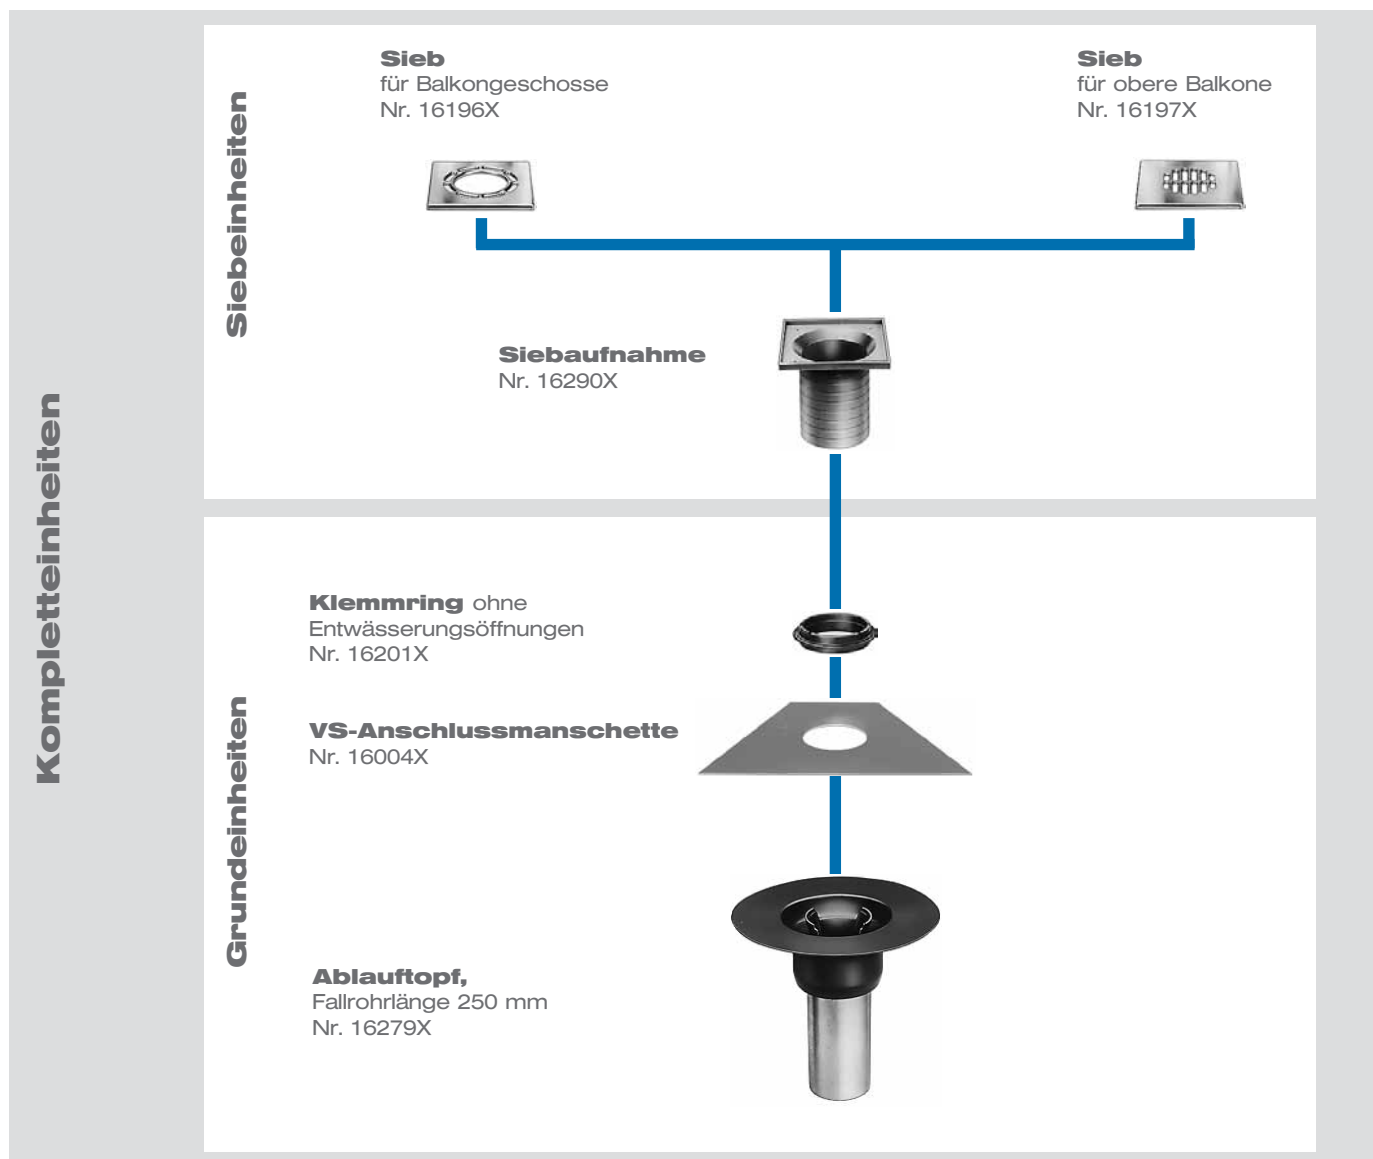 Kompletteinheiten
Siebeinheiten
Sieb
für Balkongeschosse
Nr. 16196X
Sieb
für obere Balkone
Nr. 16197X
Siebaufnahme
Nr. 16290X
Grundeinheiten
Klemmring ohne
Entwässerungsöffnungen
Nr. 16201X
VS-Anschlussmanschette
Nr. 16004X
Ablauftopf,
Fallrohrlänge 250 mm
Nr. 16279X